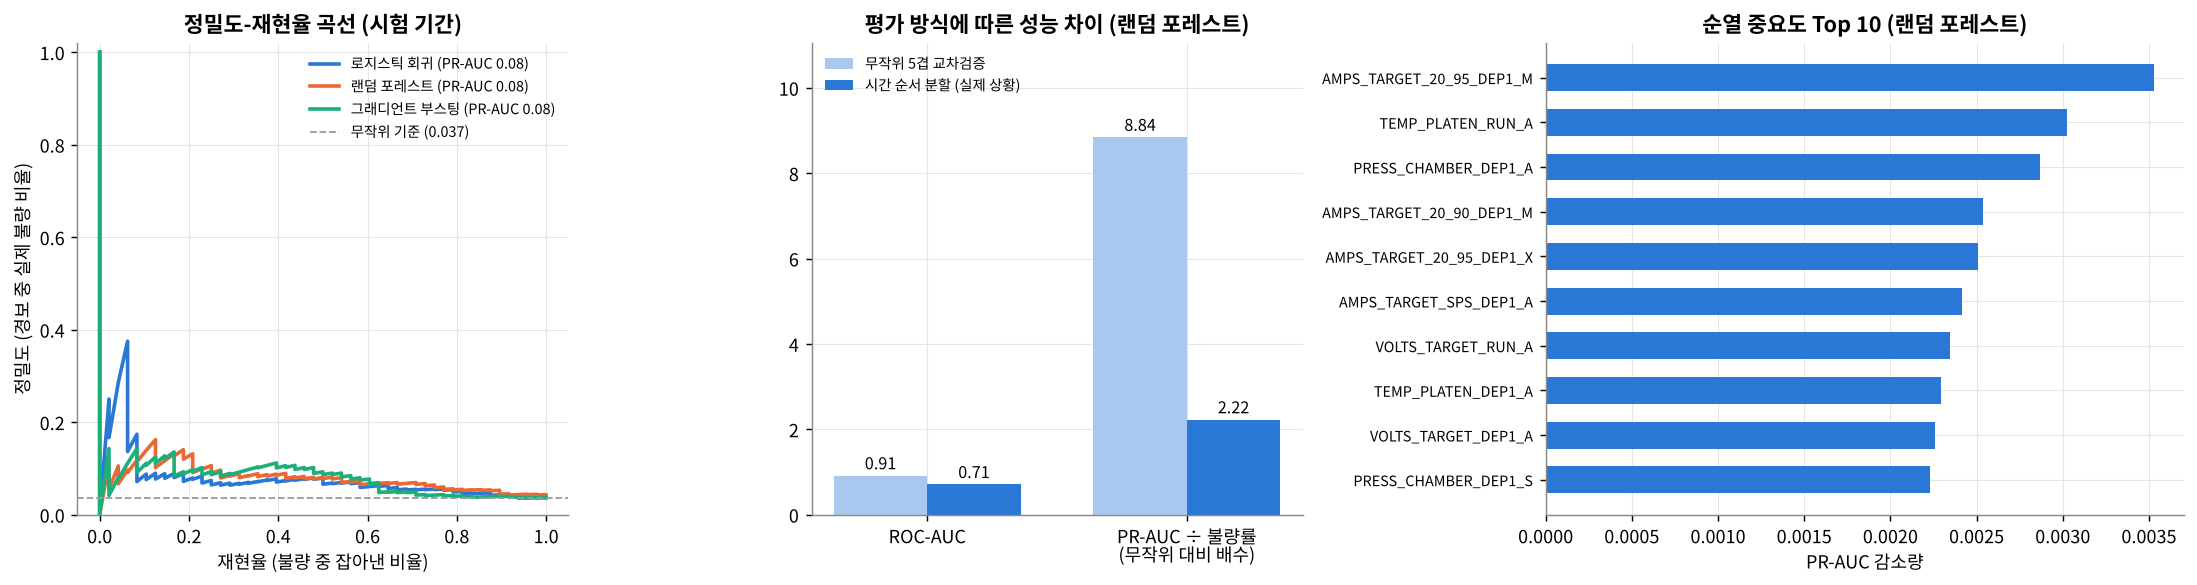 정밀도-재현율 곡선 (시험 기간)
정밀도 (경보 중 실제 불량 비율)
1.0
0.8
0.6
0.4
0.2
0.0
로지스틱 회귀 (PR-AUC 0.08)
랜덤 포레스트 (PR-AUC 0.08)
그래디언트 부스팅 (PR-AUC 0.08)
무작위 기준 (0.037)
0.0 0.2 0.4 0.6 0.8 1.0
재현율 (불량 중 잡아낸 비율)
평가 방식에 따른 성능 차이 (랜덤 포레스트)
무작위 5겹 교차검증
시간 순서 분할 (실제 상황)
10
8
6
4
2
0
0.91
0.71
8.84
2.22
ROC-AUC
PR-AUC ÷ 불량률
(무작위 대비 배수)
순열 중요도 Top 10 (랜덤 포레스트)
AMPS_TARGET_20_95_DEP1_M
TEMP_PLATEN_RUN_A
PRESS_CHAMBER_DEP1_A
AMPS_TARGET_20_90_DEP1_M
AMPS_TARGET_20_95_DEP1_X
AMPS_TARGET_SPS_DEP1_A
VOLTS_TARGET_RUN_A
TEMP_PLATEN_DEP1_A
VOLTS_TARGET_DEP1_A
PRESS_CHAMBER_DEP1_S
0.0000 0.0005 0.0010 0.0015 0.0020 0.0025 0.0030 0.0035
PR-AUC 감소량